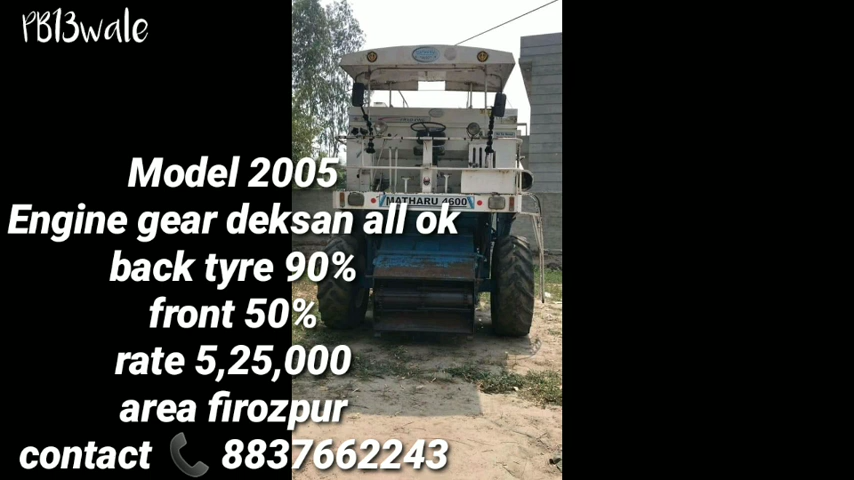 PB13wale
MATHARU 4600
Model 2005
Engine gear deksan all ok
back tyre 90%
front 50%
rate 5,25,000
area firozpur
contact 📞 8837662243